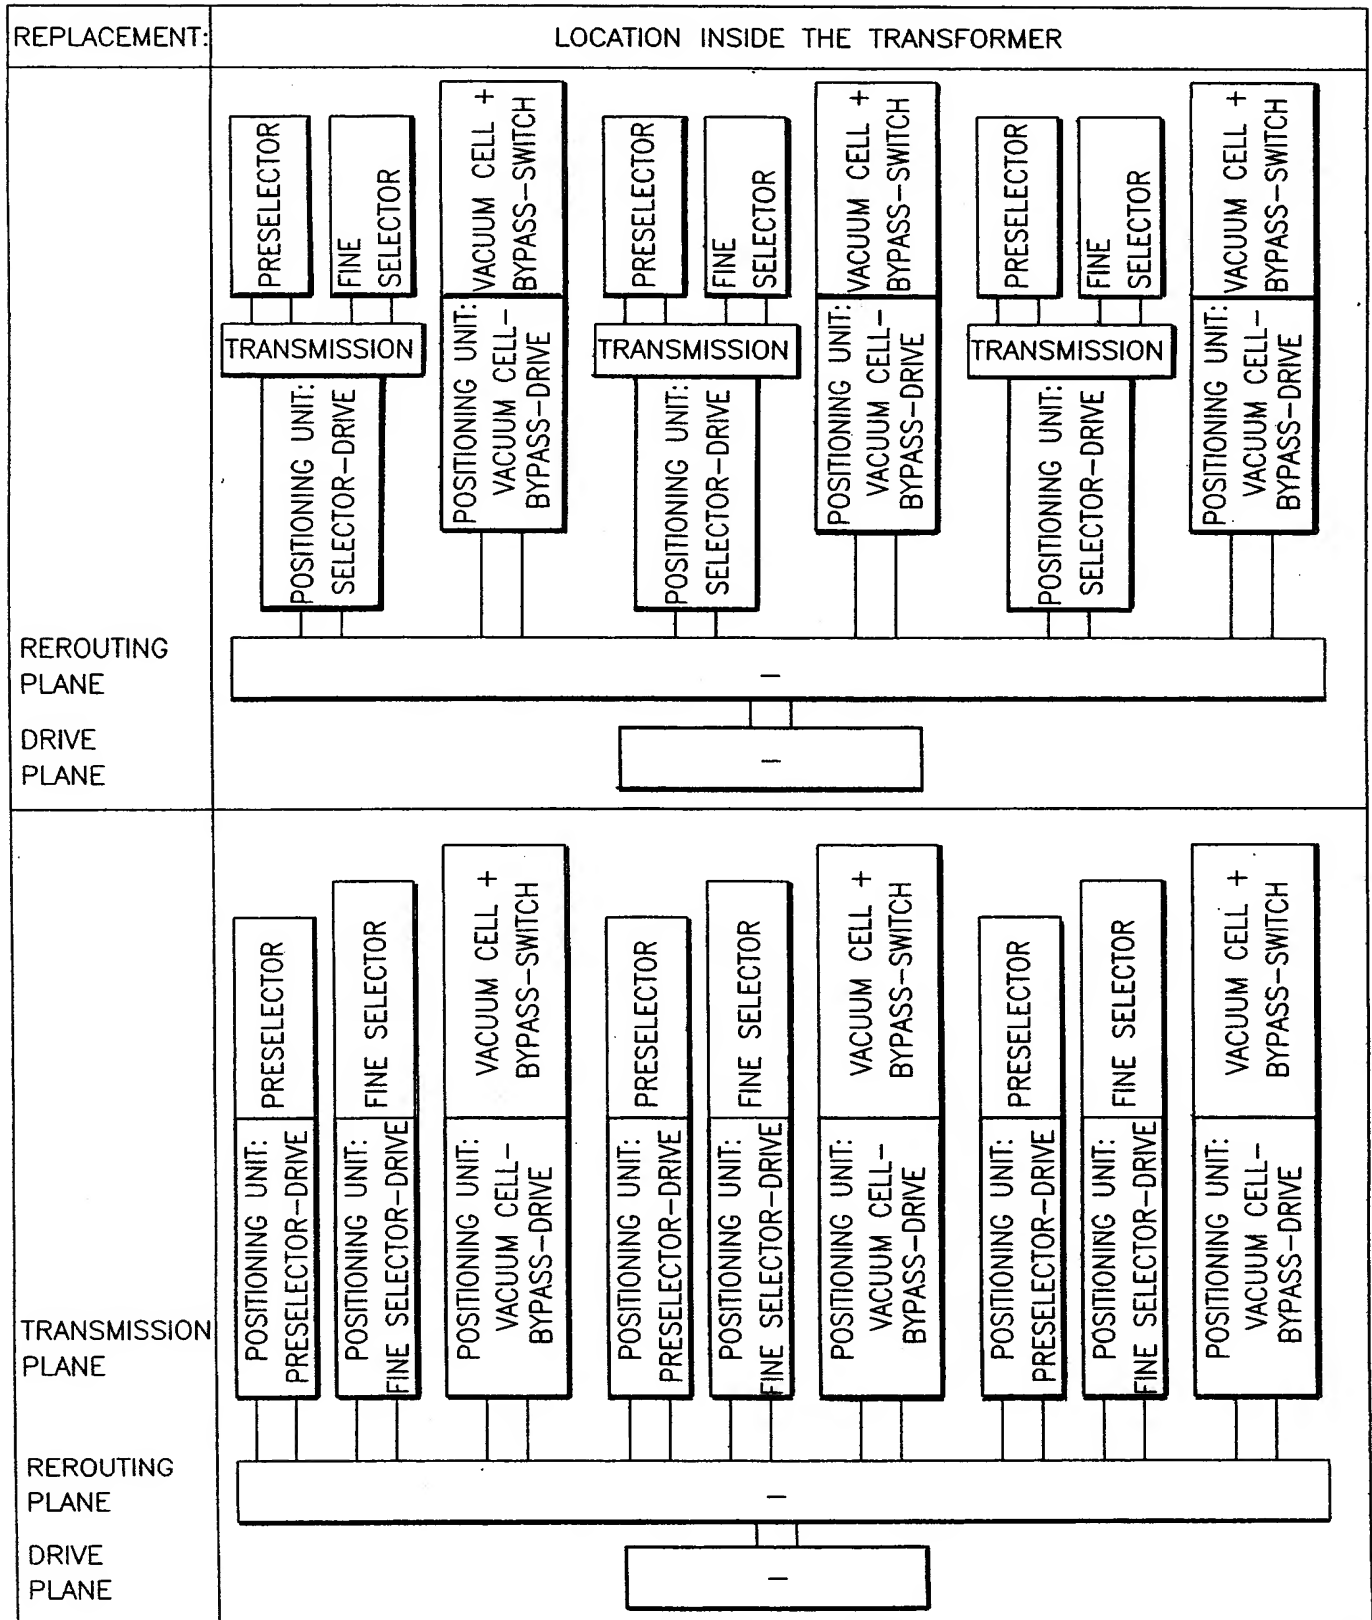 REPLACEMENT:
LOCATION INSIDE THE TRANSFORMER
PRESELECTOR
FINE
SELECTOR
VACUUM CELL +
BYPASS-SWITCH
PRESELECTOR
FINE
SELECTOR
VACUUM CELL +
BYPASS-SWITCH
PRESELECTOR
FINE
SELECTOR
VACUUM CELL +
BYPASS-SWITCH
TRANSMISSION
POSITIONING UNIT:
SELECTOR-DRIVE
POSITIONING UNIT:
VACUUM CELL-
BYPASS-DRIVE
TRANSMISSION
POSITIONING UNIT:
SELECTOR-DRIVE
POSITIONING UNIT:
VACUUM CELL-
BYPASS-DRIVE
TRANSMISSION
POSITIONING UNIT:
SELECTOR-DRIVE
POSITIONING UNIT:
VACUUM CELL-
BYPASS-DRIVE
REROUTING
PLANE
–
DRIVE
PLANE
–
PRESELECTOR
FINE SELECTOR
VACUUM CELL +
BYPASS-SWITCH
PRESELECTOR
FINE SELECTOR
VACUUM CELL +
BYPASS-SWITCH
PRESELECTOR
FINE SELECTOR
VACUUM CELL +
BYPASS-SWITCH
TRANSMISSION
PLANE
POSITIONING UNIT:
PRESELECTOR-DRIVE
POSITIONING UNIT:
FINE SELECTOR-DRIVE
POSITIONING UNIT:
VACUUM CELL-
BYPASS-DRIVE
POSITIONING UNIT:
PRESELECTOR-DRIVE
POSITIONING UNIT:
FINE SELECTOR-DRIVE
POSITIONING UNIT:
VACUUM CELL-
BYPASS-DRIVE
POSITIONING UNIT:
PRESELECTOR-DRIVE
POSITIONING UNIT:
FINE SELECTOR-DRIVE
POSITIONING UNIT:
VACUUM CELL-
BYPASS-DRIVE
REROUTING
PLANE
–
DRIVE
PLANE
–